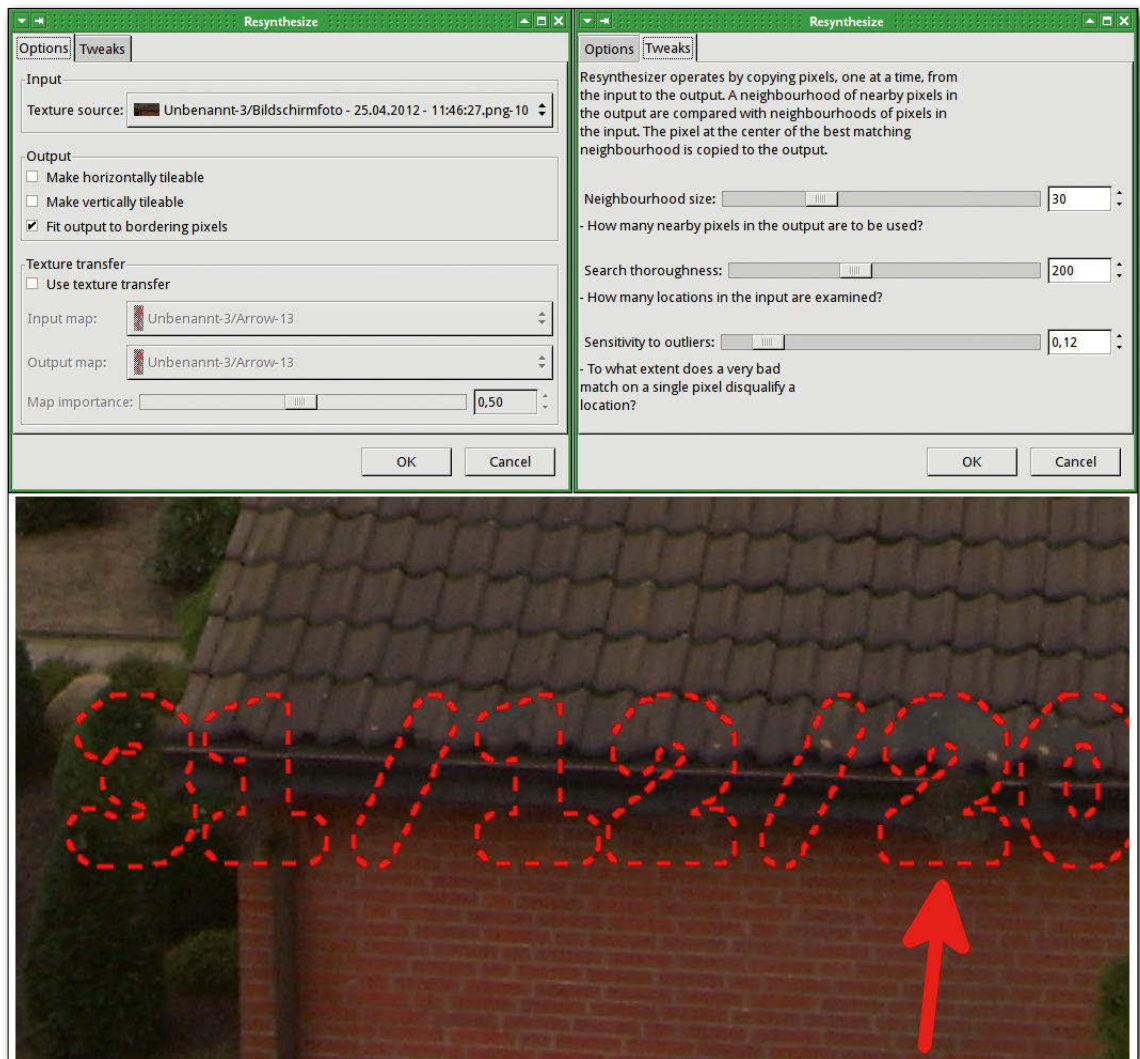 Resynthesize
Options Tweaks
Input
Texture source: Unbenannt-3/Bildschirmfoto - 25.04.2012 - 11:46:27.png-10
Output
Make horizontally tileable
Make vertically tileable
Fit output to bordering pixels
Texture transfer
Use texture transfer
Input map: Unbenannt-3/Arrow-13
Output map: Unbenannt-3/Arrow-13
Map importance: 0,50
OK Cancel
Resynthesize
Options Tweaks
Resynthesizer operates by copying pixels, one at a time, from
the input to the output. A neighbourhood of nearby pixels in
the output are compared with neighbourhoods of pixels in
the input. The pixel at the center of the best matching
neighbourhood is copied to the output.
Neighbourhood size: 30
- How many nearby pixels in the output are to be used?
Search thoroughness: 200
- How many locations in the input are examined?
Sensitivity to outliers: 0,12
- To what extent does a very bad
match on a single pixel disqualify a
location?
OK Cancel
31/12/20